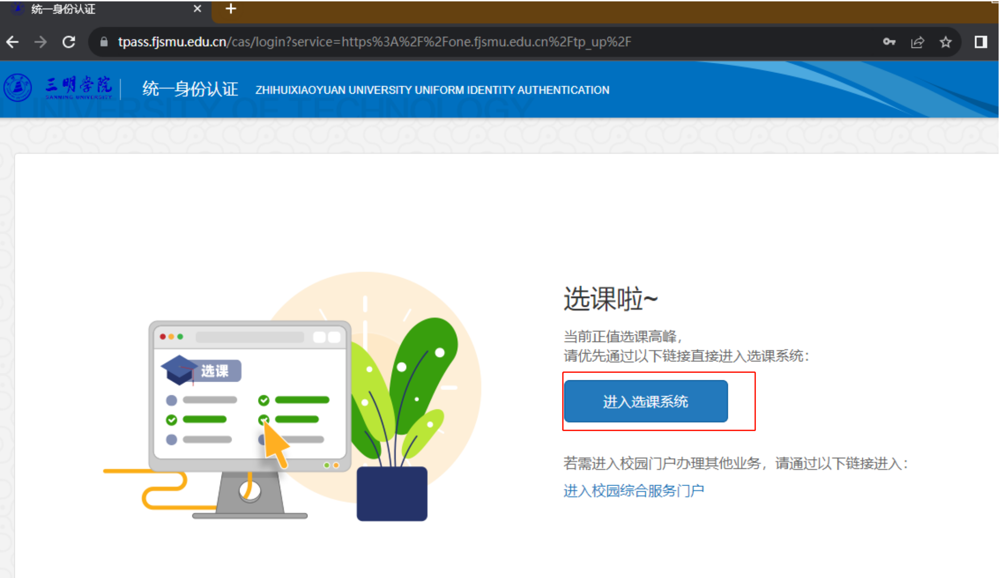 统一身份认证
tpass.fjsmu.edu.cn/cas/login?service=https%3A%2F%2Fone.fjsmu.edu.cn%2Ftp_up%2F
三明学院
SANMING UNIVERSITY
统一身份认证 ZHIHUIXIAOYUAN UNIVERSITY UNIFORM IDENTITY AUTHENTICATION
UNIVERSITY OF TECHNOLOGY
选课啦~
当前正值选课高峰，
请优先通过以下链接直接进入选课系统：
选课
进入选课系统
若需进入校园门户办理其他业务，请通过以下链接进入：
进入校园综合服务门户